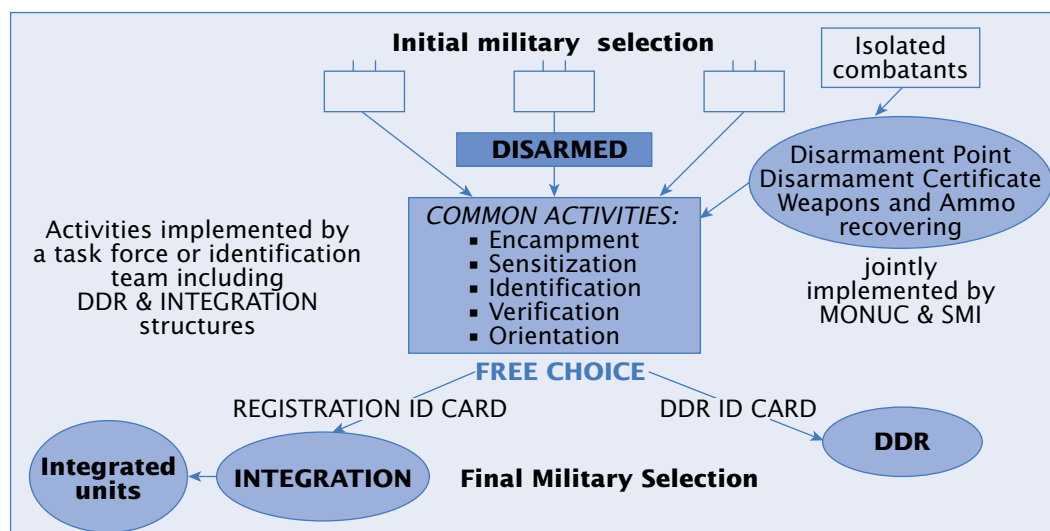 Initial military selection
Isolated
combatants
DISARMED
Disarmament Point
Disarmament Certificate
Weapons and Ammo
recovering
COMMON ACTIVITIES:
▪ Encampment
▪ Sensitization
▪ Identification
▪ Verification
▪ Orientation
Activities implemented by
a task force or identification
team including
DDR & INTEGRATION
structures
jointly
implemented by
MONUC & SMI
FREE CHOICE
REGISTRATION ID CARD
DDR ID CARD
DDR
Integrated
units
INTEGRATION
Final Military Selection